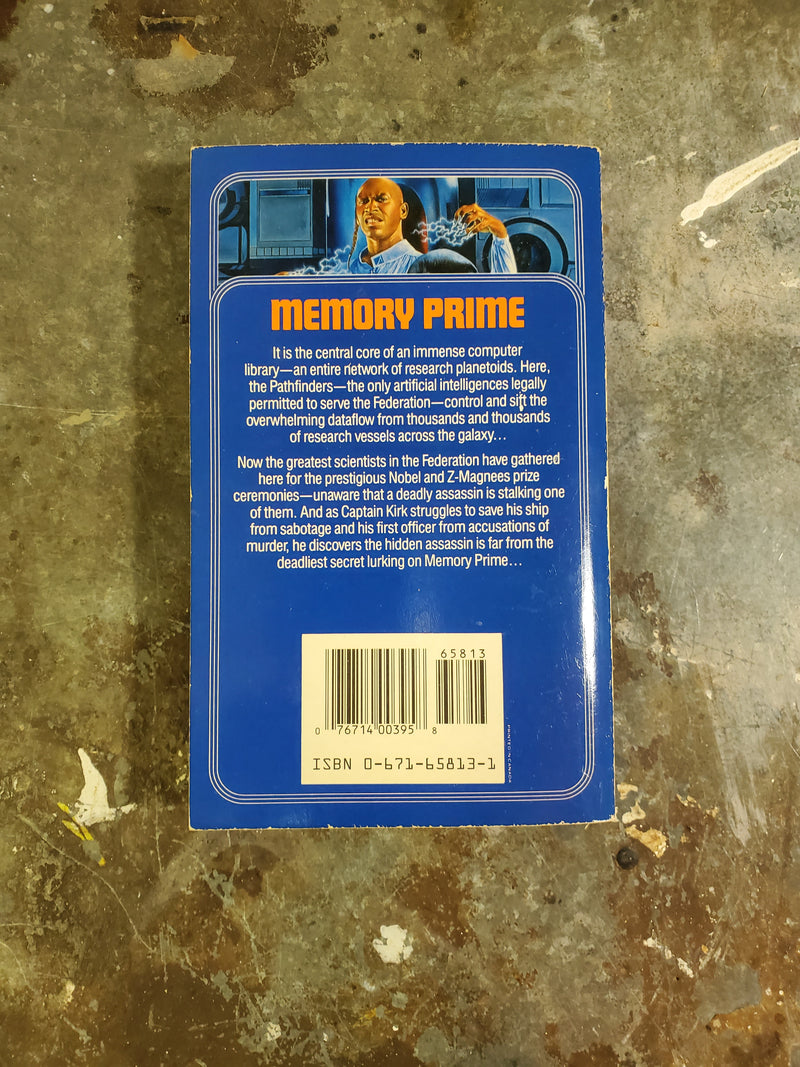 MEMORY PRIME
It is the central core of an immense computer
library—an entire network of research planetoids. Here,
the Pathfinders—the only artificial intelligences legally
permitted to serve the Federation—control and sift the
overwhelming dataflow from thousands and thousands
of research vessels across the galaxy...
Now the greatest scientists in the Federation have gathered
here for the prestigious Nobel and Z-Magnees prize
ceremonies—unaware that a deadly assassin is stalking one
of them. And as Captain Kirk struggles to save his ship
from sabotage and his first officer from accusations of
murder, he discovers the hidden assassin is far from the
deadliest secret lurking on Memory Prime...
65813
0 76714 00395 8
ISBN 0-671-65813-1
PRINTED IN CANADA